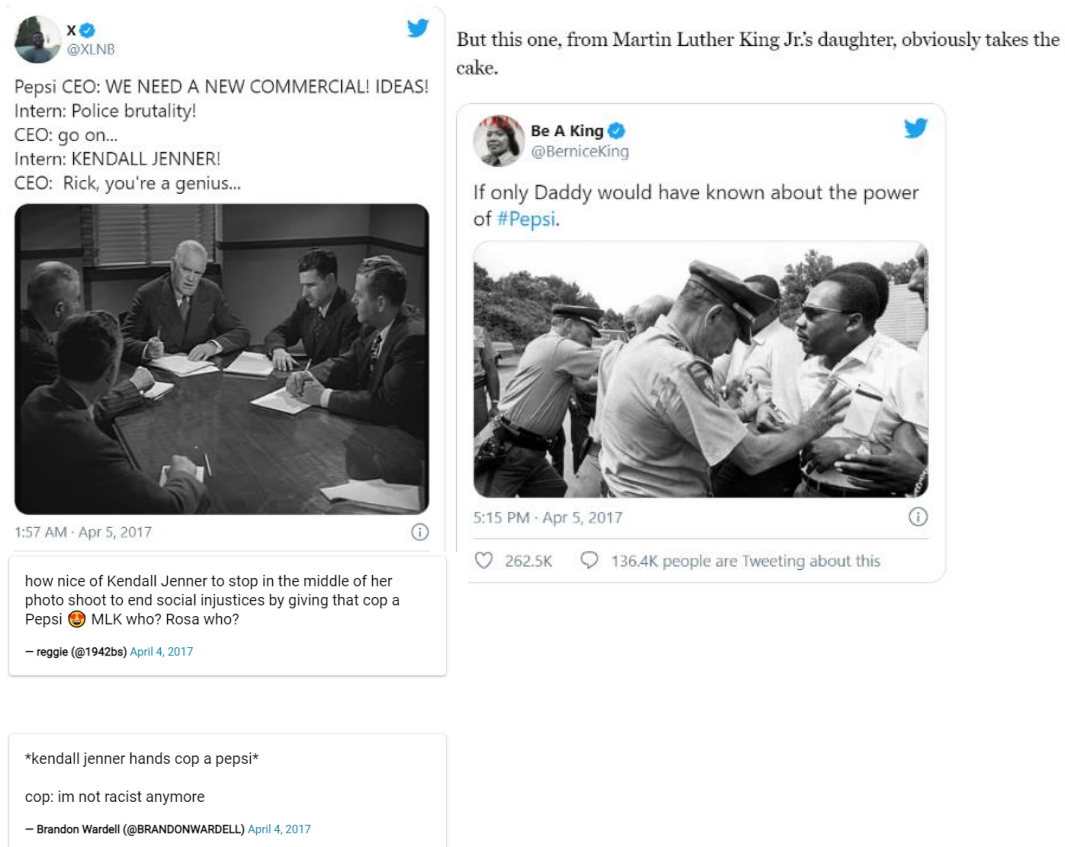 X
@XLNB
Pepsi CEO: WE NEED A NEW COMMERCIAL! IDEAS!
Intern: Police brutality!
CEO: go on...
Intern: KENDALL JENNER!
CEO:  Rick, you're a genius...
1:57 AM · Apr 5, 2017
how nice of Kendall Jenner to stop in the middle of her
photo shoot to end social injustices by giving that cop a
Pepsi 😍 MLK who? Rosa who?
— reggie (@1942bs) April 4, 2017
*kendall jenner hands cop a pepsi*
cop: im not racist anymore
— Brandon Wardell (@BRANDONWARDELL) April 4, 2017
But this one, from Martin Luther King Jr.'s daughter, obviously takes the
cake.
Be A King
@BerniceKing
If only Daddy would have known about the power
of #Pepsi.
5:15 PM · Apr 5, 2017
262.5K 136.4K people are Tweeting about this